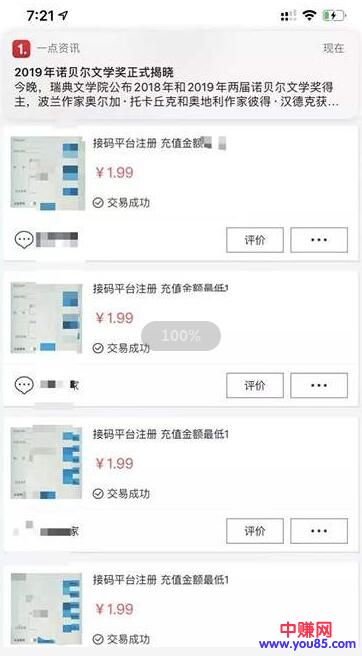 7:21
一点资讯
现在
2019年诺贝尔文学奖正式揭晓
今晚，瑞典文学院公布2018年和2019年两届诺贝尔文学奖得
主，波兰作家奥尔加·托卡丘克和奥地利作家彼得·汉德克获...
接码平台注册 充值金额
￥1.99
交易成功
评价
接码平台注册 充值金额最低1
￥1.99
100%
交易成功
家
评价
接码平台注册 充值金额最低1
￥1.99
交易成功
家
评价
接码平台注册 充值金额最低1
￥1.99
交易成功
中赚网
www.you85.com